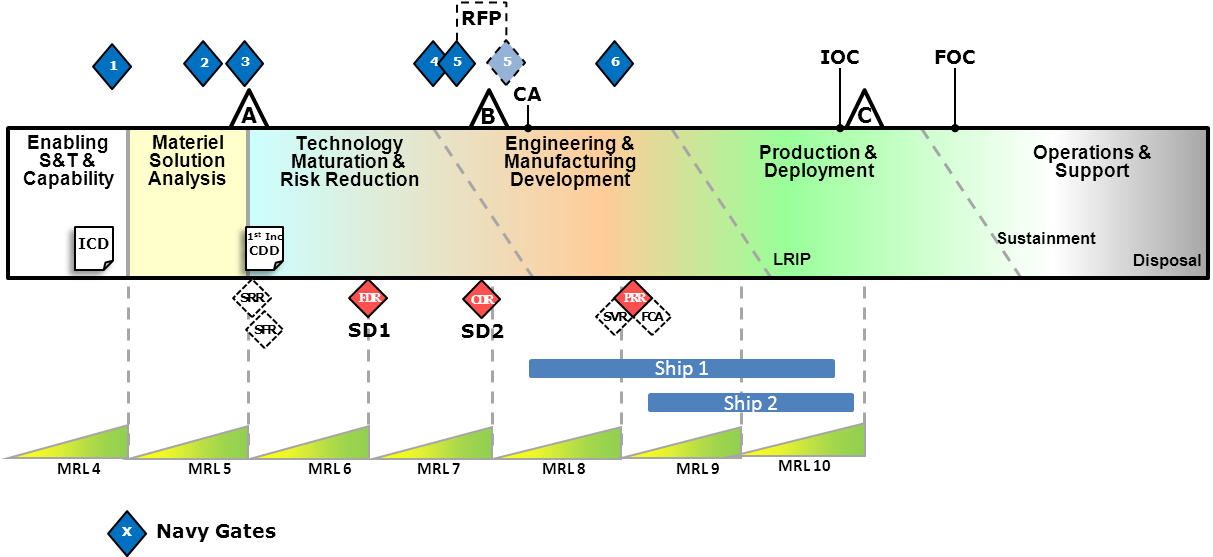 RFP
1
2
3
4
5
5
6
IOC
FOC
CA
A
B
C
Enabling
S&T &
Capability
Materiel
Solution
Analysis
Technology
Maturation &
Risk Reduction
Engineering &
Manufacturing
Development
Production &
Deployment
Operations &
Support
ICD
1st Inc
CDD
LRIP
Sustainment
Disposal
SRR
SFR
SD1
CDR
SD2
PRR
SVR
FCA
Ship 1
Ship 2
MRL 4
MRL 5
MRL 6
MRL 7
MRL 8
MRL 9
MRL 10
x
Navy Gates